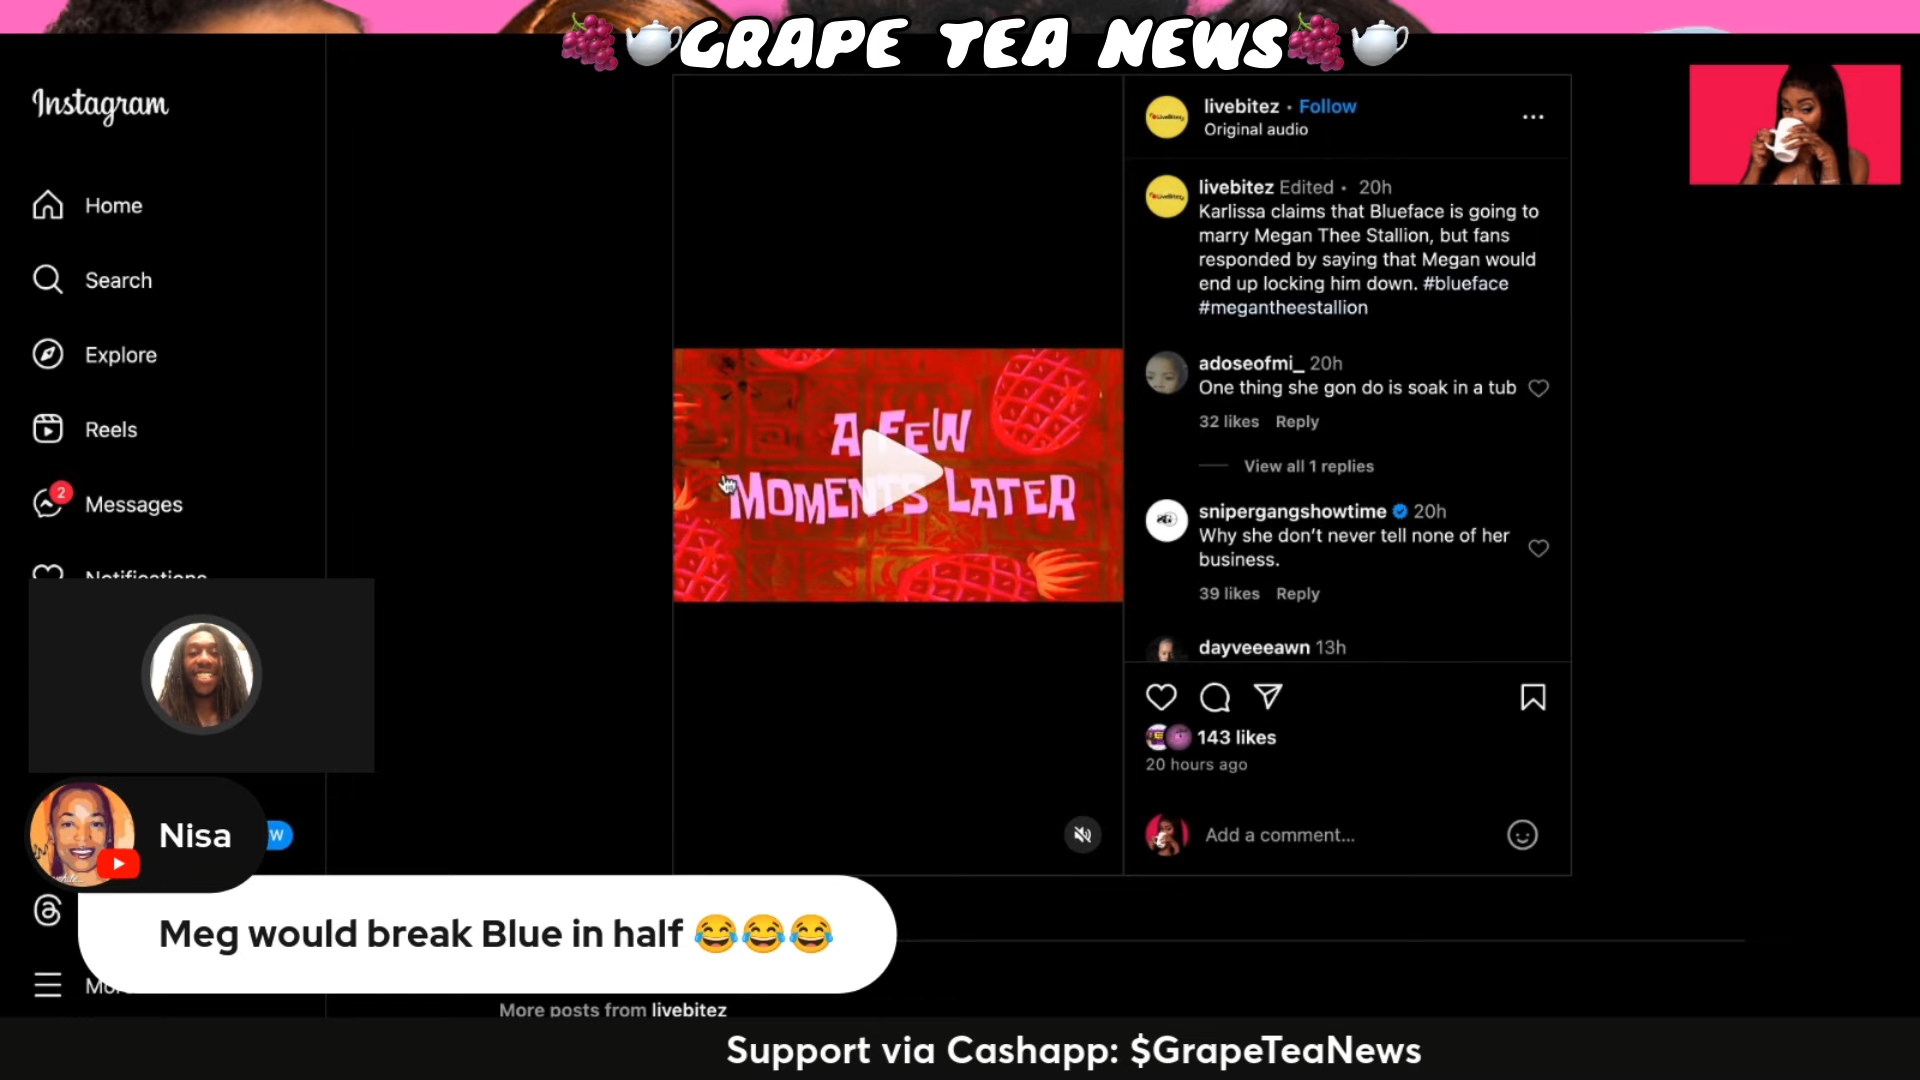 GRAPE TEA NEWS
Instagram
Home
Search
Explore
Reels
2
Messages
Notifications
A FEW
MOMENTS LATER
livebitez • Follow
Original audio
livebitez Edited • 20h
Karlissa claims that Blueface is going to
marry Megan Thee Stallion, but fans
responded by saying that Megan would
end up locking him down. #blueface
#megantheestallion
adoseofmi_ 20h
One thing she gon do is soak in a tub
32 likes Reply
View all 1 replies
snipergangshowtime 20h
Why she don't never tell none of her
business.
39 likes Reply
dayveeeawn 13h
143 likes
20 hours ago
Add a comment...
Nisa
W
Meg would break Blue in half 😂😂😂
More posts from livebitez
Support via Cashapp: $GrapeTeaNews